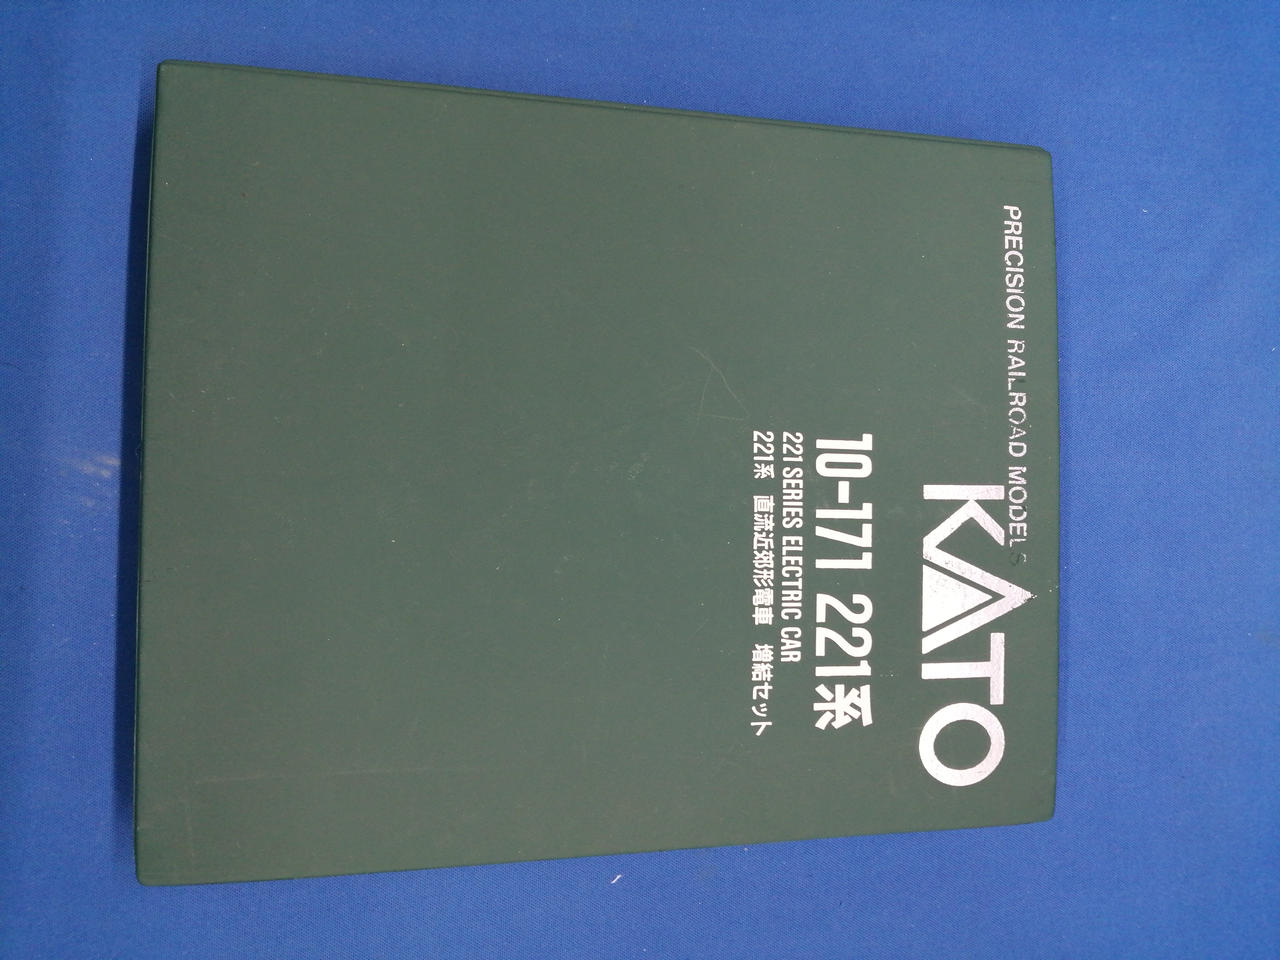 PRECISION RAILROAD MODELS
KATO
10-171 221系
221 SERIES ELECTRIC CAR
221系 直流近郊形電車 増結セット